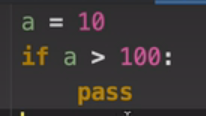 a = 10
if a > 100:
    pass